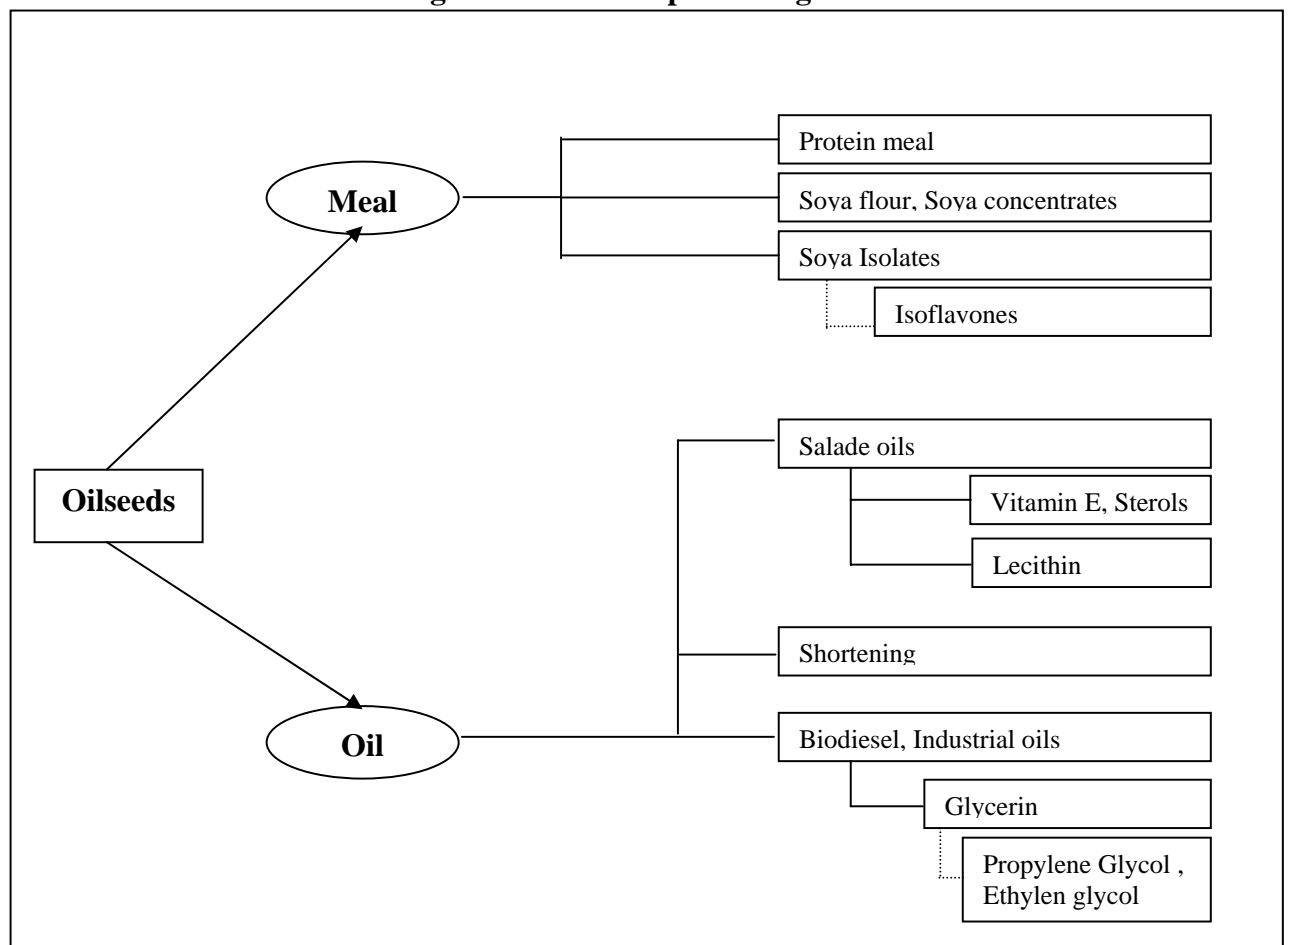 Protein meal
Meal
Soya flour, Soya concentrates
Soya Isolates
Isoflavones
Salade oils
Oilseeds
Vitamin E, Sterols
Lecithin
Shortening
Oil
Biodiesel, Industrial oils
Glycerin
Propylene Glycol ,
Ethylen glycol